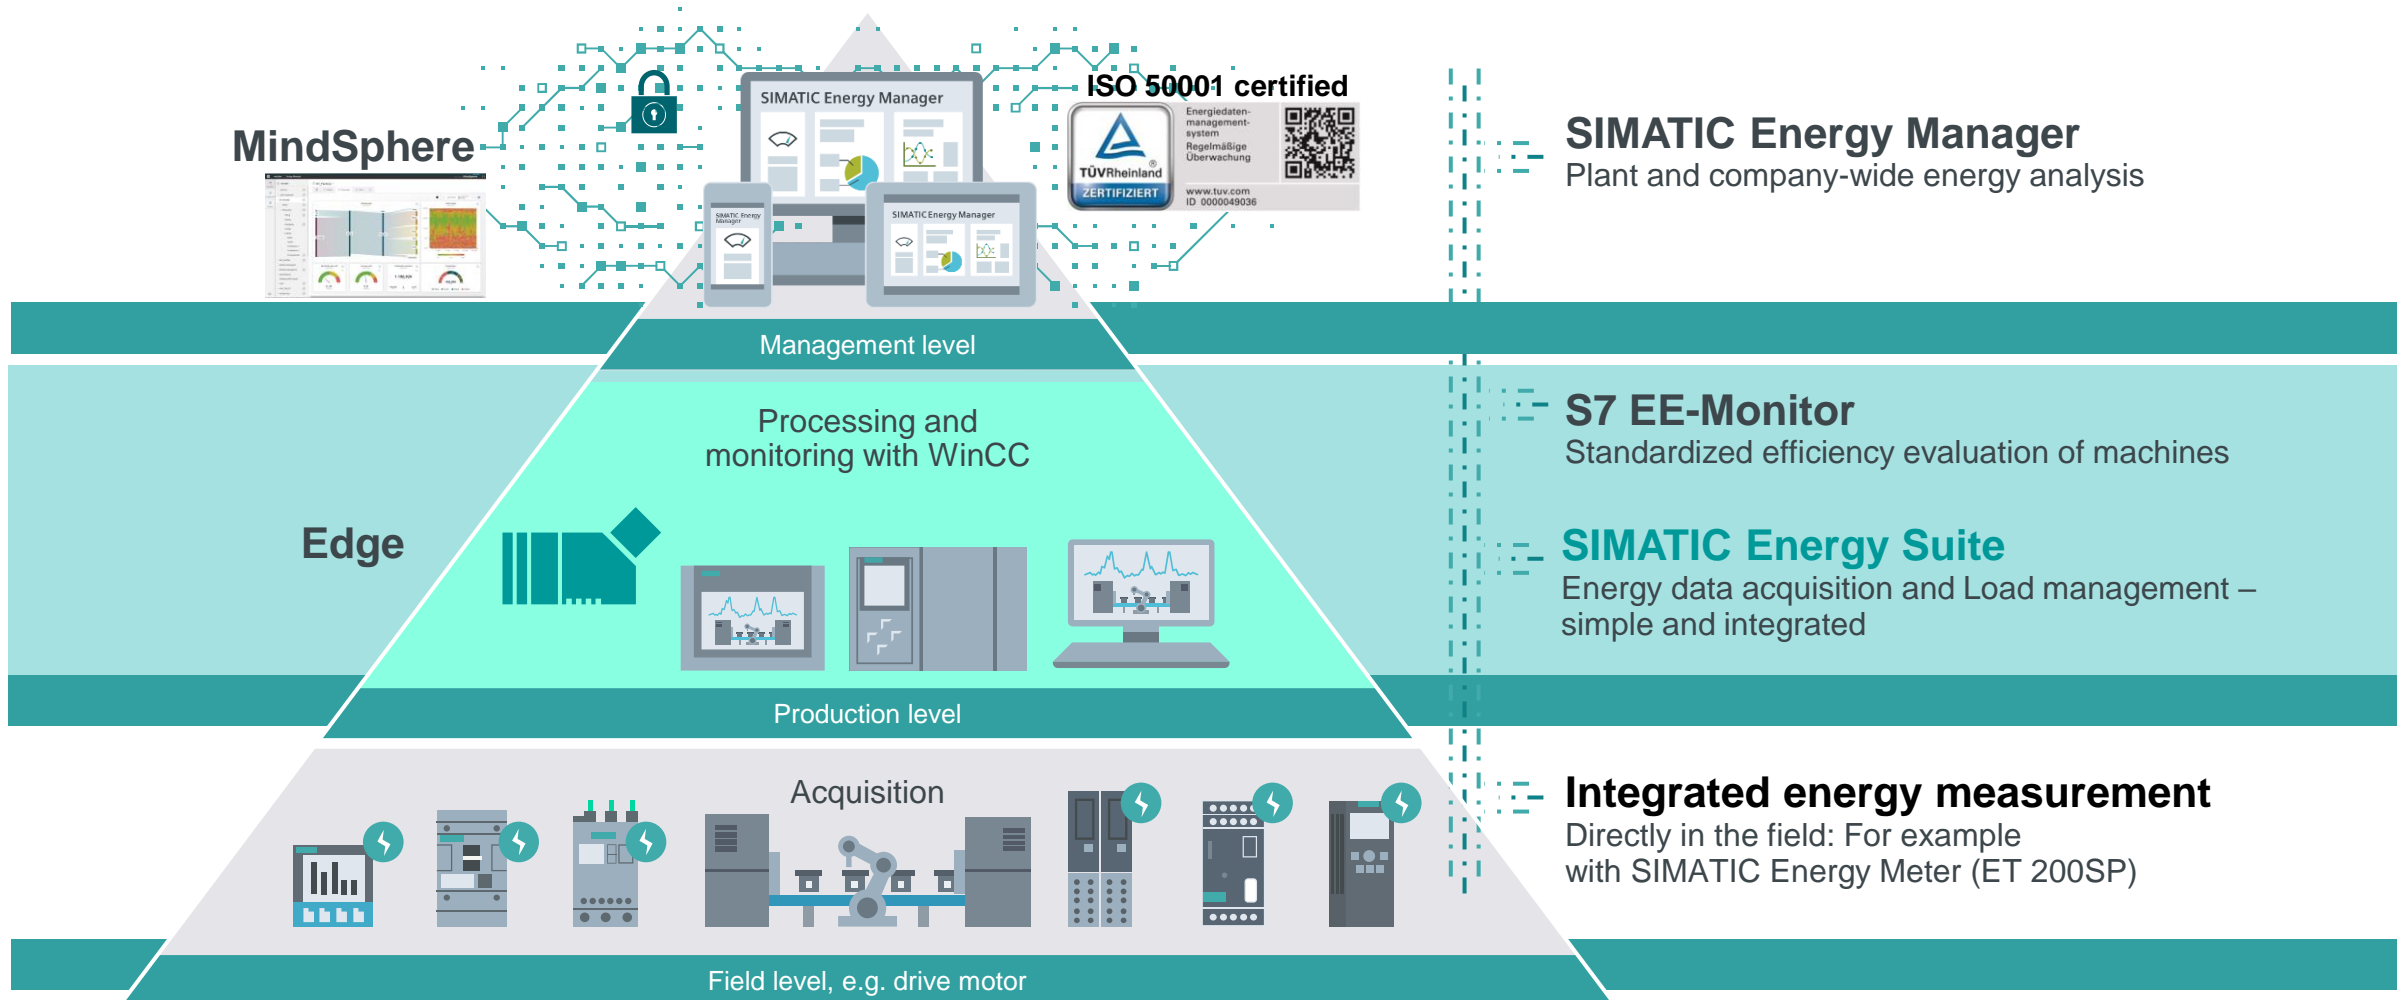 ISO 50001 certified
SIMATIC Energy Manager
Energiedaten-
management-
system
Regelmäßige
Überwachung
TÜVRheinland
®
ZERTIFIZIERT
www.tuv.com
ID 0000049036
MindSphere
SIMATIC Energy
Manager
SIMATIC Energy Manager
Management level
SIMATIC Energy Manager
Plant and company-wide energy analysis
Processing and
monitoring with WinCC
Edge
Production level
S7 EE-Monitor
Standardized efficiency evaluation of machines
SIMATIC Energy Suite
Energy data acquisition and Load management –
simple and integrated
Acquisition
Field level, e.g. drive motor
Integrated energy measurement
Directly in the field: For example
with SIMATIC Energy Meter (ET 200SP)